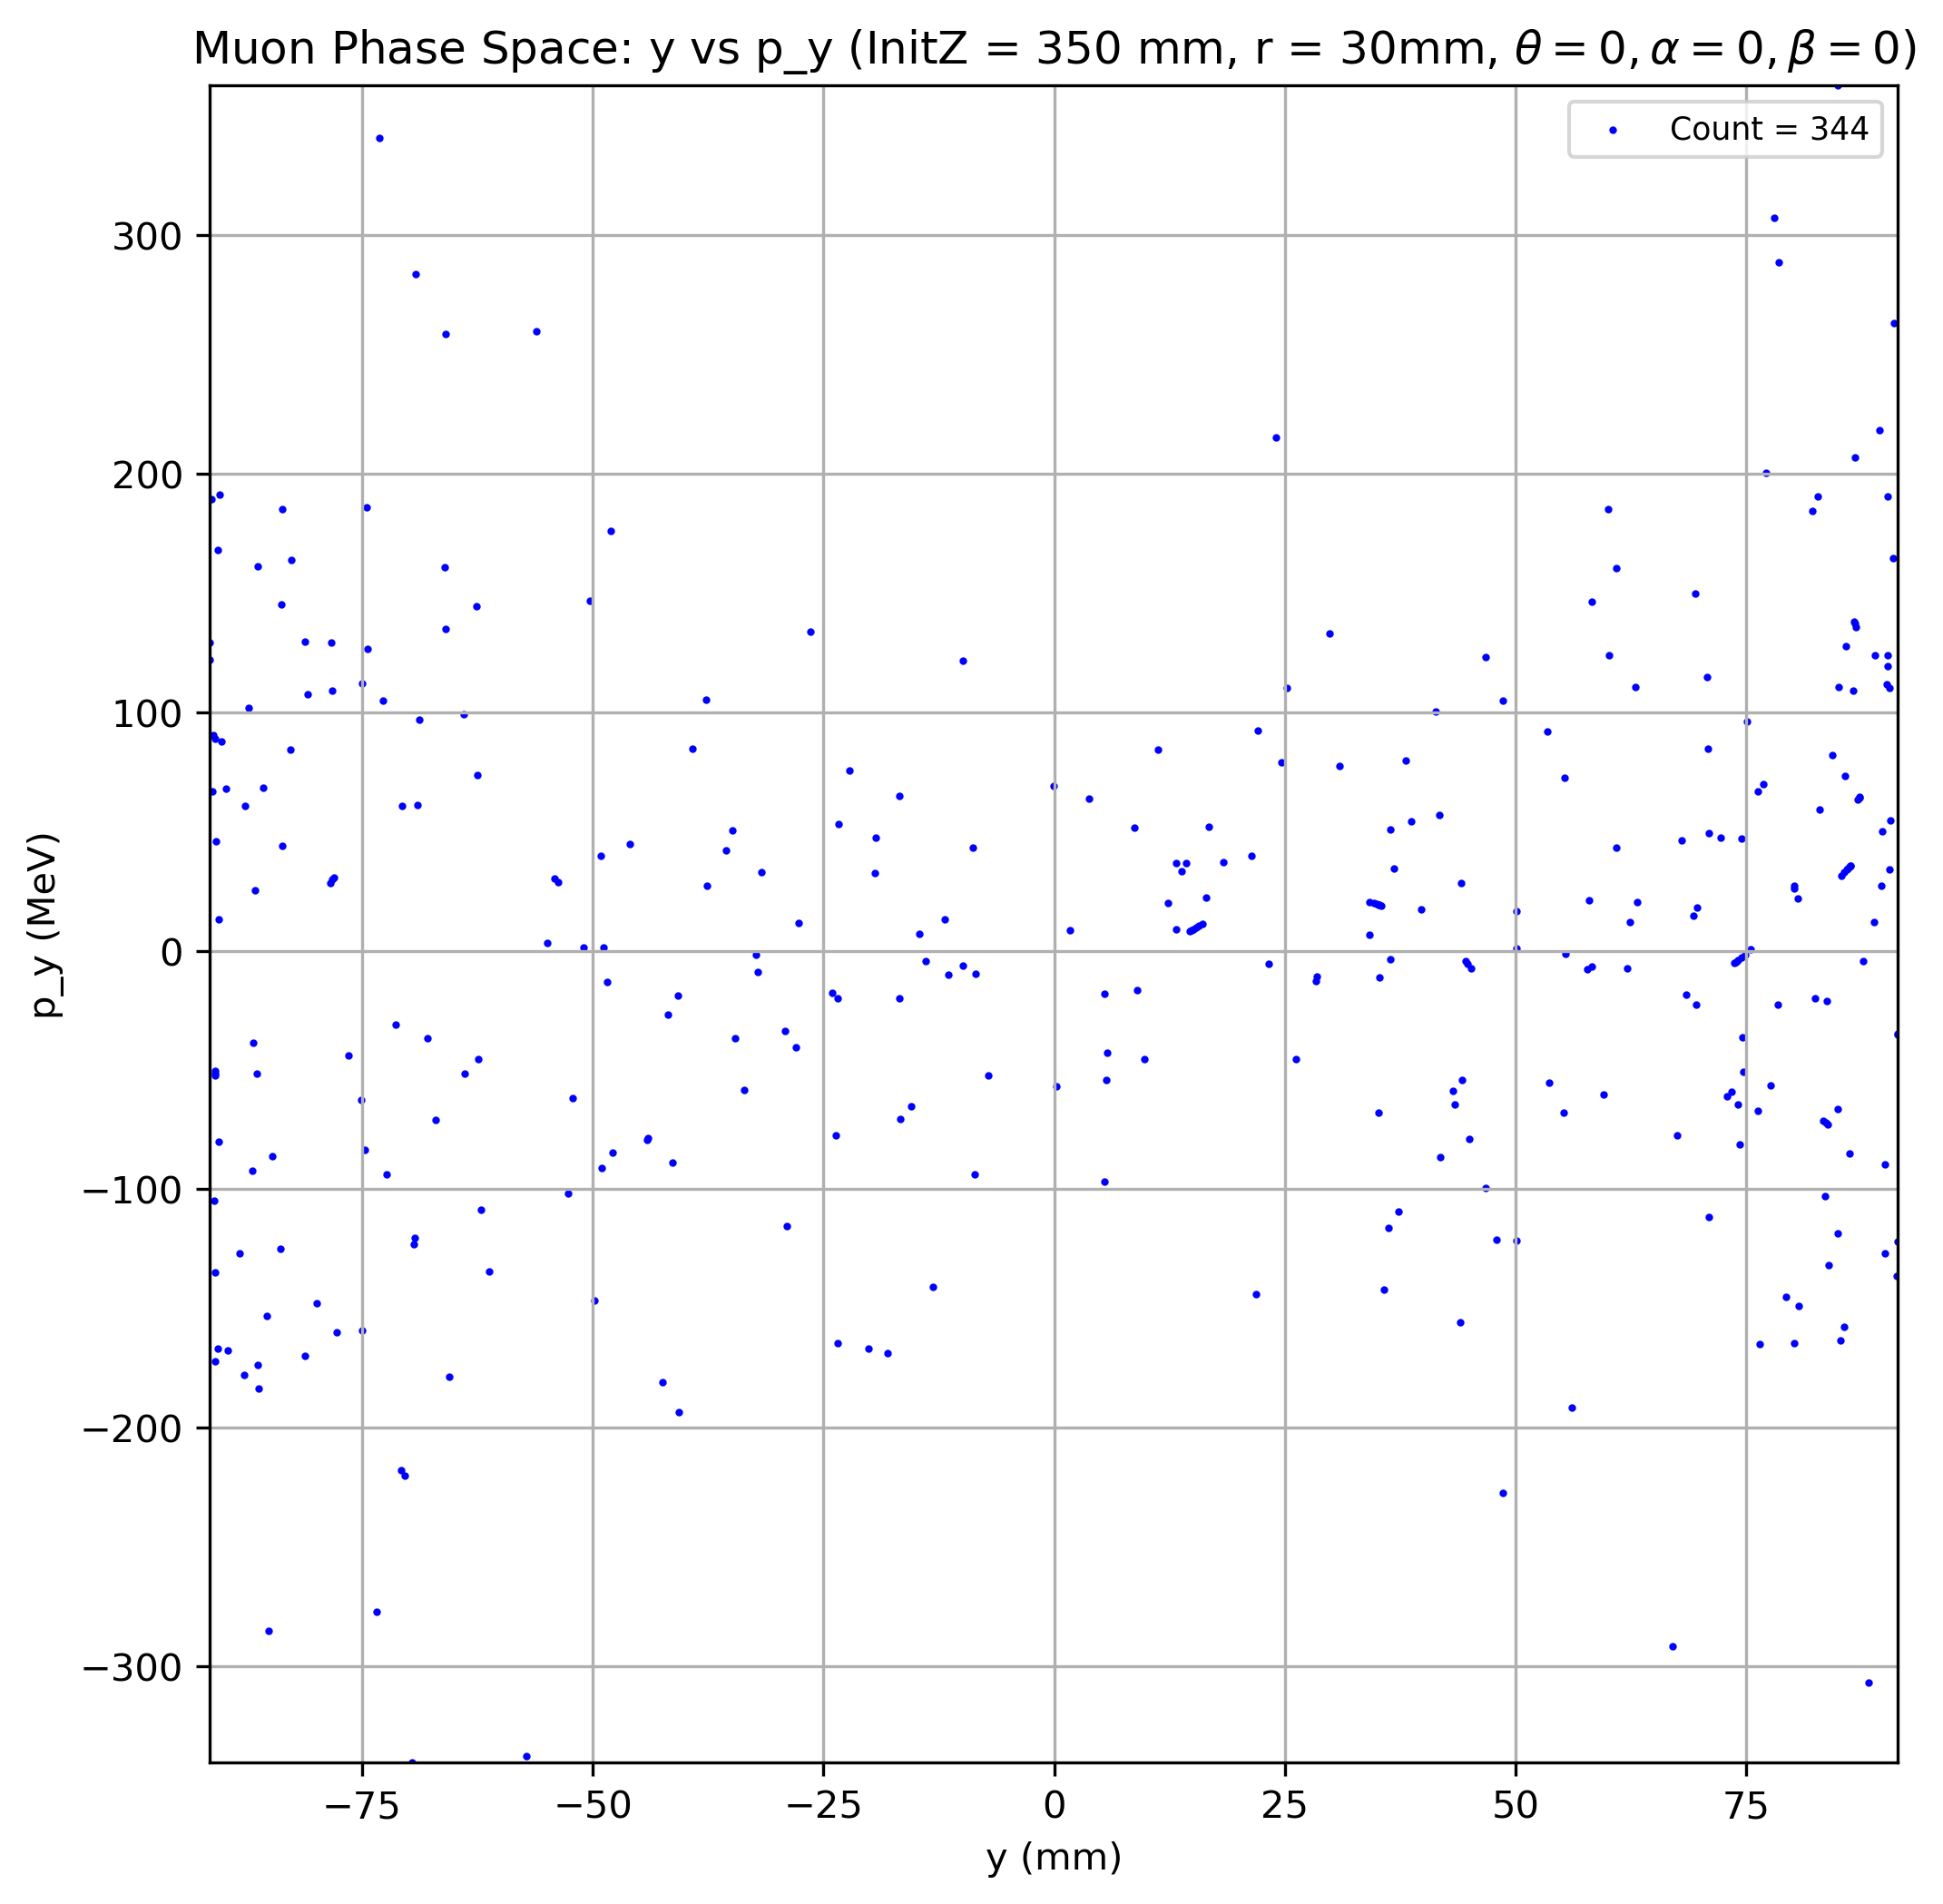 Muon Phase Space: y vs p_y (InitZ = 350 mm, r = 30mm, θ = 0, α = 0, β = 0)
Count = 344
300
200
100
0
−100
−200
−300
p_y (MeV)
−75 −50 −25 0 25 50 75
y (mm)